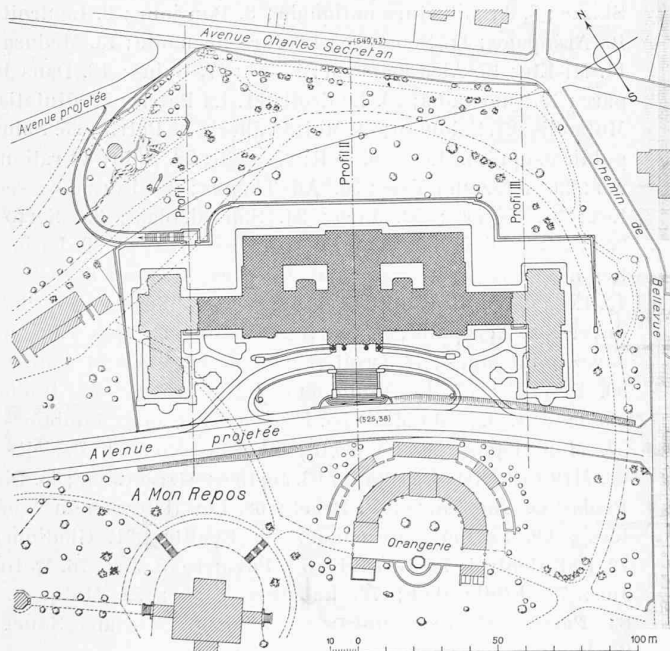 Avenue Charles Secretan
+(549,43)
N
S
Avenue projetée
Profil I
Profil II
Profil III
Chemin de
Bellevue
+(525,38)
Avenue projetée
A Mon Repos
Orangerie
10 0 50 100 m